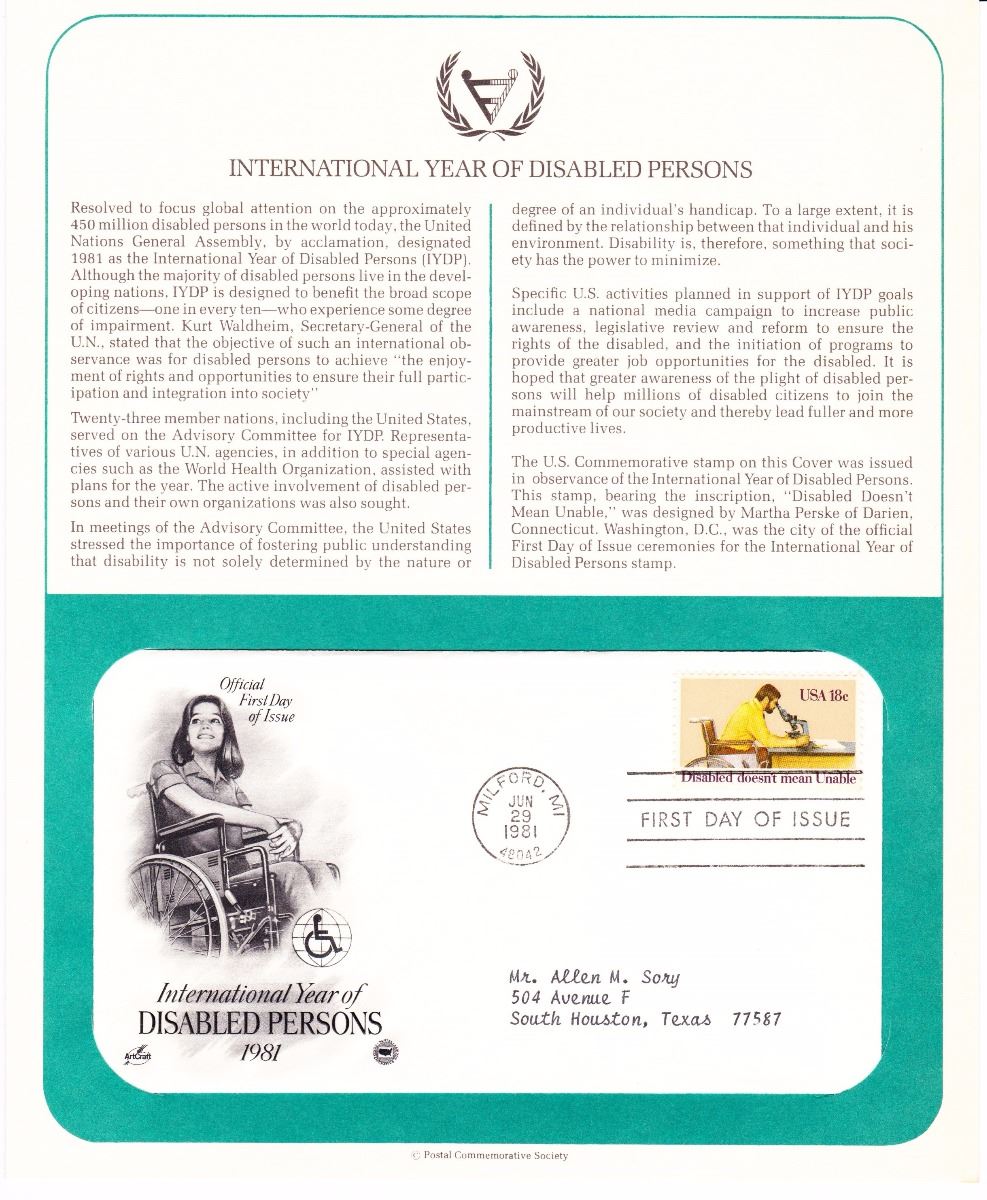 INTERNATIONAL YEAR OF DISABLED PERSONS
Resolved to focus global attention on the approximately
450 million disabled persons in the world today, the United
Nations General Assembly, by acclamation, designated
1981 as the International Year of Disabled Persons (IYDP).
Although the majority of disabled persons live in the devel-
oping nations, IYDP is designed to benefit the broad scope
of citizens—one in every ten—who experience some degree
of impairment. Kurt Waldheim, Secretary-General of the
U.N., stated that the objective of such an international ob-
servance was for disabled persons to achieve "the enjoy-
ment of rights and opportunities to ensure their full partic-
ipation and integration into society"
Twenty-three member nations, including the United States,
served on the Advisory Committee for IYDP. Representa-
tives of various U.N. agencies, in addition to special agen-
cies such as the World Health Organization, assisted with
plans for the year. The active involvement of disabled per-
sons and their own organizations was also sought.
In meetings of the Advisory Committee, the United States
stressed the importance of fostering public understanding
that disability is not solely determined by the nature or
degree of an individual's handicap. To a large extent, it is
defined by the relationship between that individual and his
environment. Disability is, therefore, something that soci-
ety has the power to minimize.
Specific U.S. activities planned in support of IYDP goals
include a national media campaign to increase public
awareness, legislative review and reform to ensure the
rights of the disabled, and the initiation of programs to
provide greater job opportunities for the disabled. It is
hoped that greater awareness of the plight of disabled per-
sons will help millions of disabled citizens to join the
mainstream of our society and thereby lead fuller and more
productive lives.
The U.S. Commemorative stamp on this Cover was issued
in observance of the International Year of Disabled Persons.
This stamp, bearing the inscription, "Disabled Doesn't
Mean Unable," was designed by Martha Perske of Darien,
Connecticut. Washington, D.C., was the city of the official
First Day of Issue ceremonies for the International Year of
Disabled Persons stamp.
Official
First Day
of Issue
USA 18c
Disabled doesn't mean Unable
MILFORD, MI
JUN
29
1981
48042
FIRST DAY OF ISSUE
Mr. Allen M. Sory
504 Avenue F
South Houston, Texas 77587
International Year of
DISABLED PERSONS
1981
ArtCraft
© Postal Commemorative Society